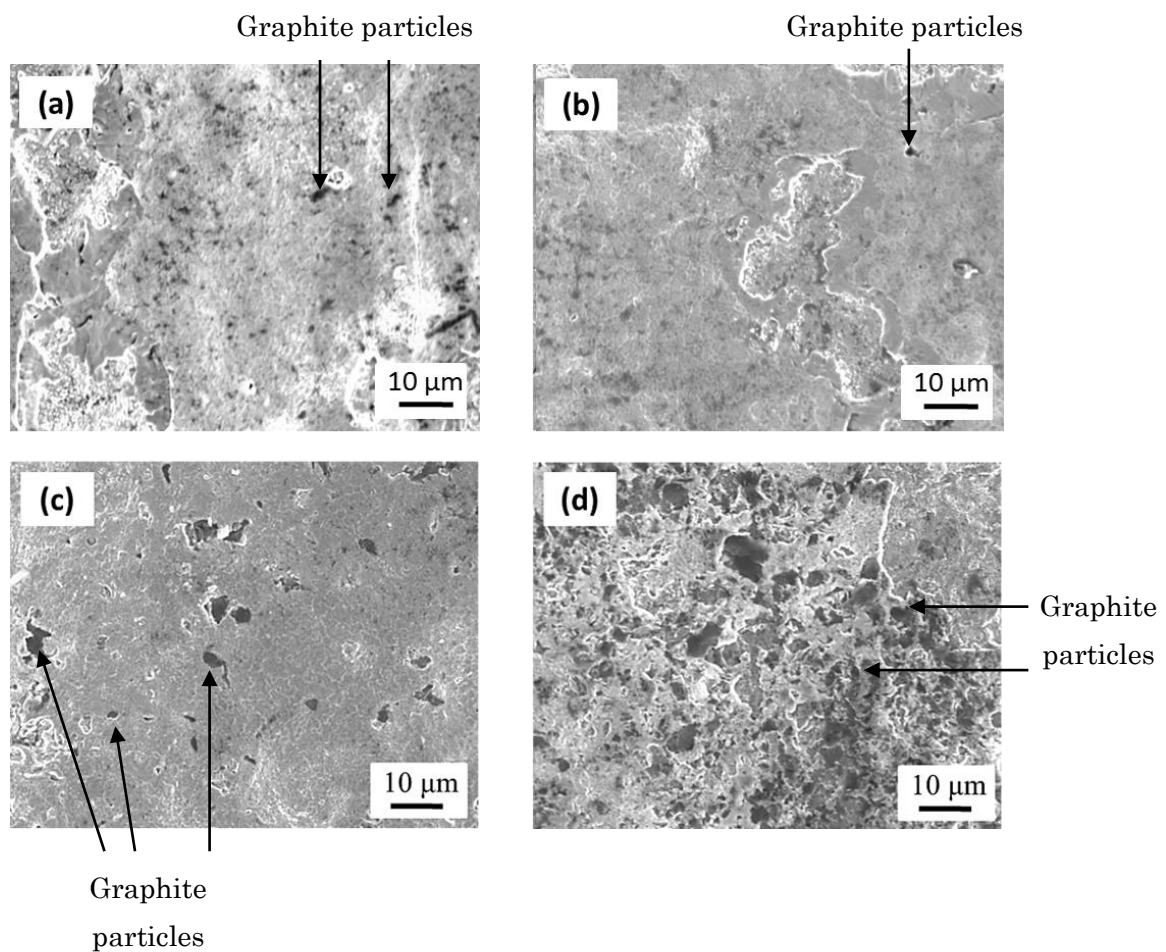 Graphite particles
Graphite particles
(a)
(b)
10 μm
10 μm
(c)
(d)
Graphite
particles
10 μm
10 μm
Graphite
particles